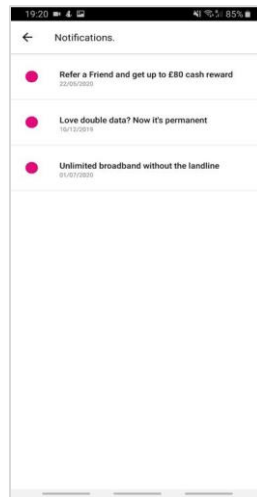 19:20
85%
Notifications.
Refer a Friend and get up to £80 cash reward
22/05/2020
Love double data? Now it's permanent
10/12/2019
Unlimited broadband without the landline
01/07/2020